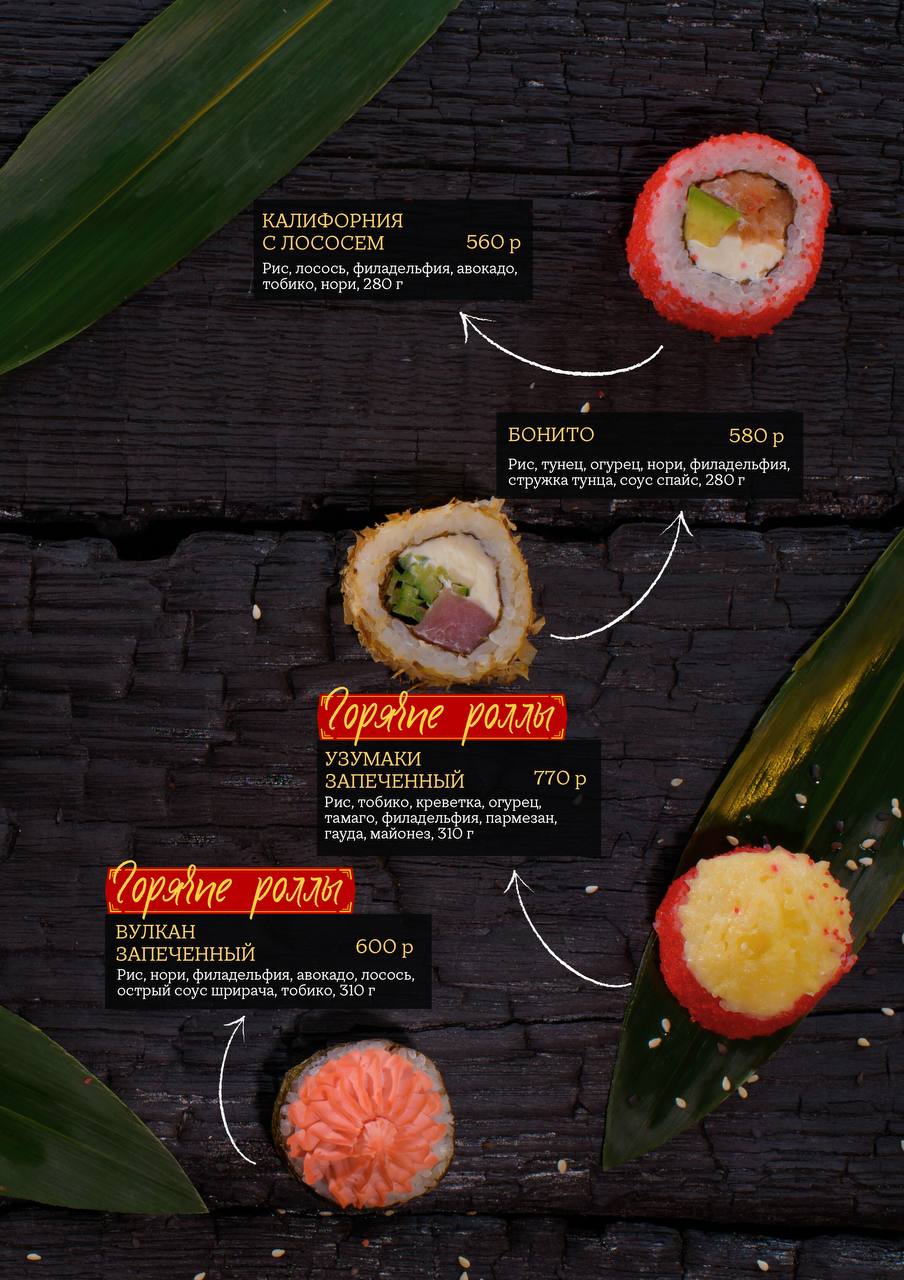 КАЛИФОРНИЯ
С ЛОСОСЕМ 560 р
Рис, лосось, филадельфия, авокадо,
тобико, нори, 280 г
БОНИТО 580 р
Рис, тунец, огурец, нори, филадельфия,
стружка тунца, соус спайс, 280 г
Горячие роллы
УЗУМАКИ
ЗАПЕЧЕННЫЙ 770 р
Рис, тобико, креветка, огурец,
тамаго, филадельфия, пармезан,
гауда, майонез, 310 г
Горячие роллы
ВУЛКАН
ЗАПЕЧЕННЫЙ 600 р
Рис, нори, филадельфия, авокадо, лосось,
острый соус шрирача, тобико, 310 г